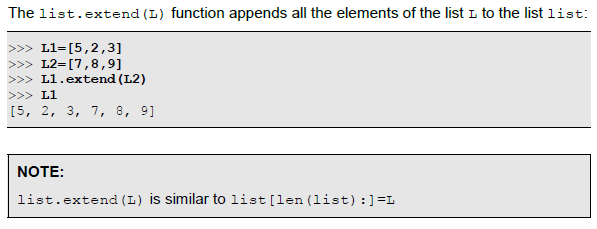 The list.extend(L) function appends all the elements of the list L to the list list:
>>> L1=[5,2,3]
>>> L2=[7,8,9]
>>> L1.extend(L2)
>>> L1
[5, 2, 3, 7, 8, 9]
NOTE:
list.extend(L) is similar to list[len(list):]=L